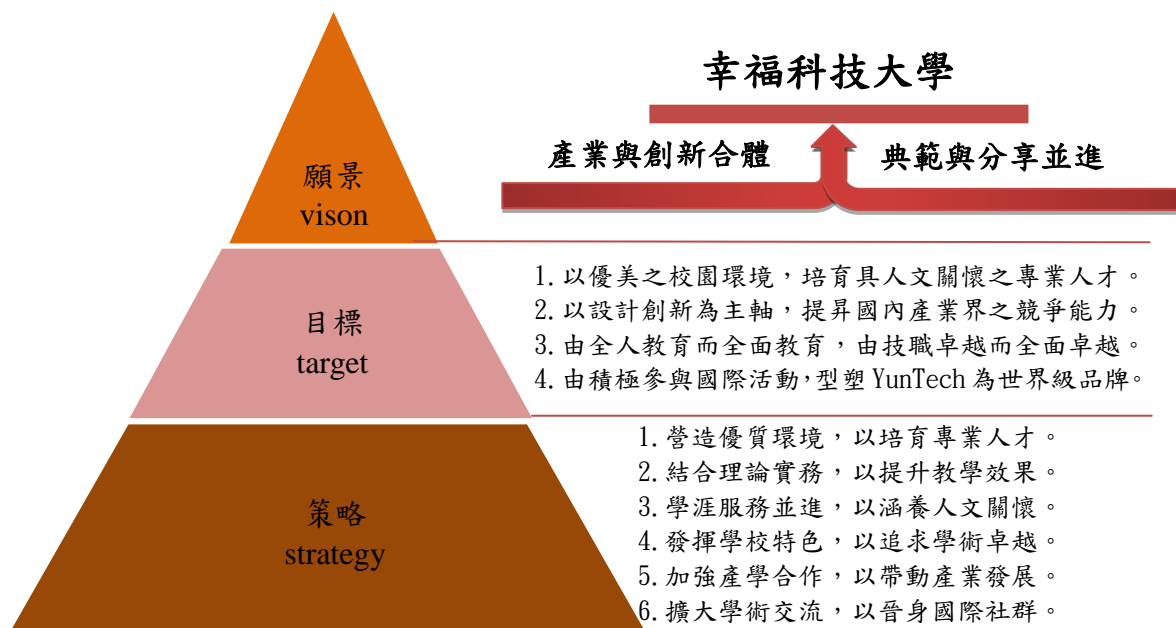 幸福科技大學
產業與創新合體
典範與分享並進
願景
vison
1.以優美之校園環境，培育具人文關懷之專業人才。
2.以設計創新為主軸，提昇國內產業界之競爭能力。
3.由全人教育而全面教育，由技職卓越而全面卓越。
4.由積極參與國際活動，型塑 YunTech 為世界級品牌。
目標
target
1.營造優質環境，以培育專業人才。
2.結合理論實務，以提升教學效果。
3.學涯服務並進，以涵養人文關懷。
4.發揮學校特色，以追求學術卓越。
5.加強產學合作，以帶動產業發展。
6.擴大學術交流，以晉身國際社群。
策略
strategy